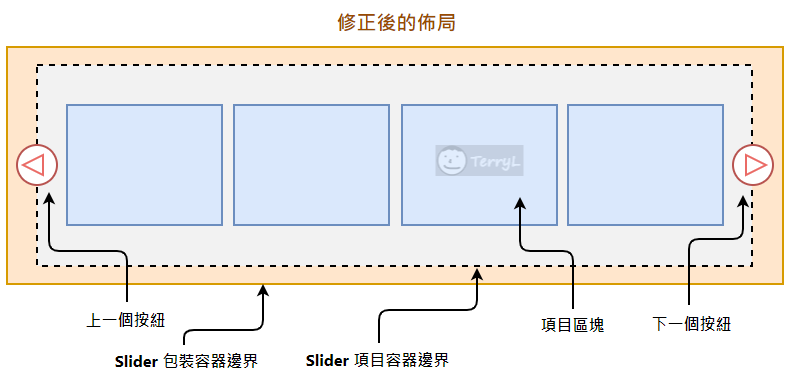 修正後的佈局
TerryL
上一個按紐
Slider 包裝容器邊界
Slider 項目容器邊界
項目區塊
下一個按紐